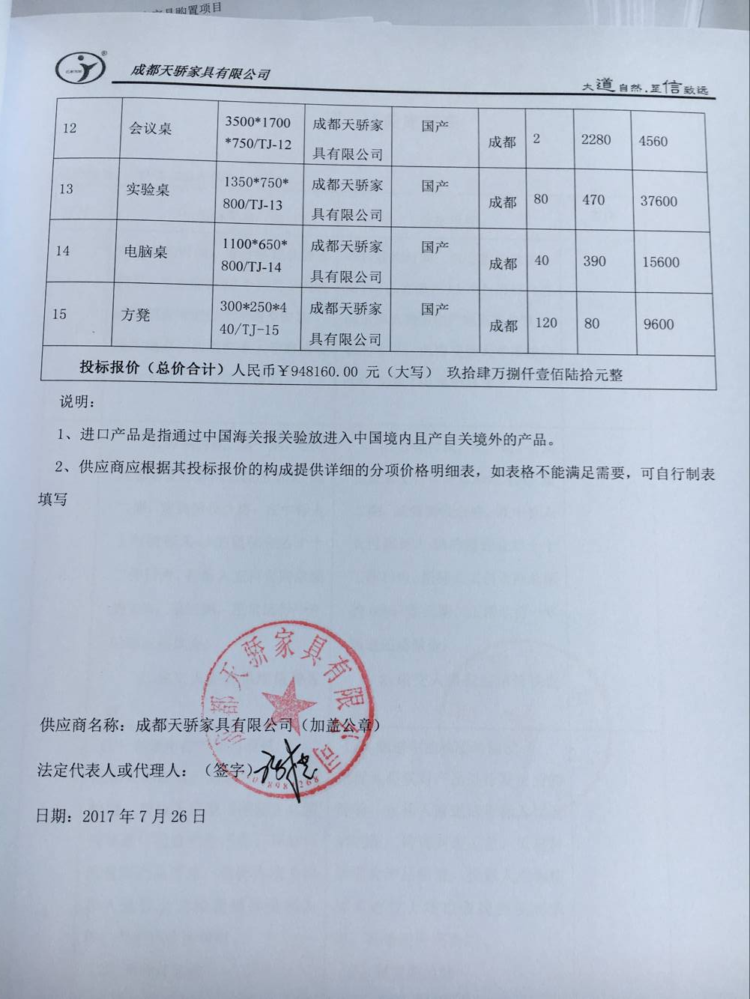 具购置项目
成都天骄家具有限公司
大道自然.至信致远
12 会议桌 3500*1700*750/TJ-12 成都天骄家具有限公司 国产 成都 2 2280 4560
13 实验桌 1350*750*800/TJ-13 成都天骄家具有限公司 国产 成都 80 470 37600
14 电脑桌 1100*650*800/TJ-14 成都天骄家具有限公司 国产 成都 40 390 15600
15 方凳 300*250*440/TJ-15 成都天骄家具有限公司 国产 成都 120 80 9600
投标报价（总价合计）人民币￥948160.00 元（大写） 玖拾肆万捌仟壹佰陆拾元整
说明：
1、进口产品是指通过中国海关报关验放进入中国境内且产自关境外的产品。
2、供应商应根据其投标报价的构成提供详细的分项价格明细表，如表格不能满足需要，可自行制表
填写
成都天骄家具有限公司
供应商名称：成都天骄家具有限公司（加盖公章）
法定代表人或代理人：（签字）
日期：2017 年 7 月 26 日